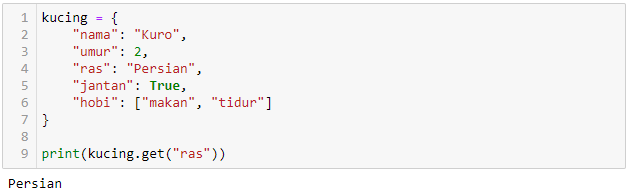 1 kucing = {
2     "nama": "Kuro",
3     "umur": 2,
4     "ras": "Persian",
5     "jantan": True,
6     "hobi": ["makan", "tidur"]
7 }
8
9 print(kucing.get("ras"))
Persian